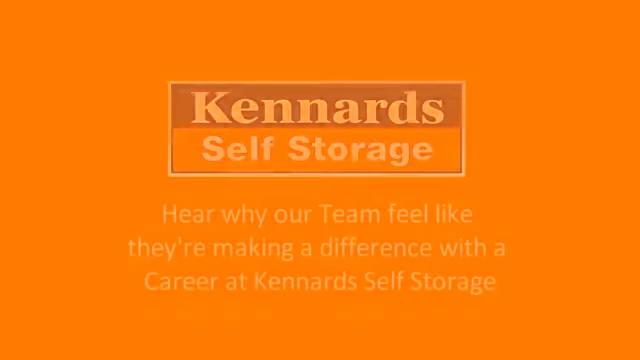 Kennards
Self Storage
Hear why our Team feel like
they're making a difference with a
Career at Kennards Self Storage